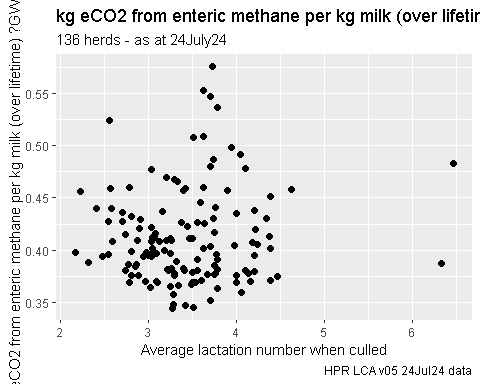 kg eCO2 from enteric methane per kg milk (over lifetir
136 herds - as at 24July24
eCO2 from enteric methane per kg milk (over lifetime) ?GW
0.55
0.50
0.45
0.40
0.35
2
3
4
5
6
Average lactation number when culled
HPR LCA v05 24Jul24 data